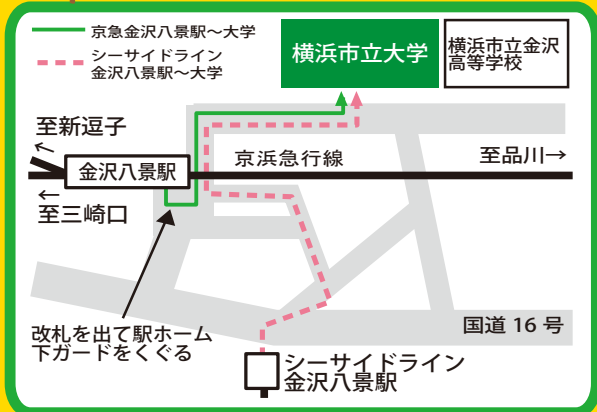 京急金沢八景駅〜大学
シーサイドライン
金沢八景駅〜大学
横浜市立大学
横浜市立金沢
高等学校
至新逗子
←
金沢八景駅
京浜急行線
至品川→
←
至三崎口
改札を出て駅ホーム
下ガードをくぐる
国道 16 号
シーサイドライン
金沢八景駅